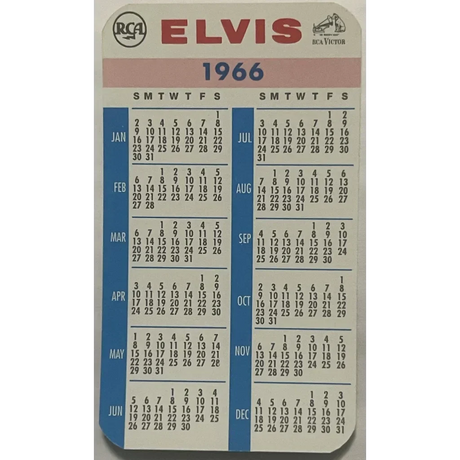 RCA ELVIS "HIS MASTER'S VOICE" RCA VICTOR
1966
S M T W T F S
JAN
1
2 3 4 5 6 7 8
9 10 11 12 13 14 15
16 17 18 19 20 21 22
23 24 25 26 27 28 29
30 31
FEB
1 2 3 4 5
6 7 8 9 10 11 12
13 14 15 16 17 18 19
20 21 22 23 24 25 26
27 28
MAR
1 2 3 4 5
6 7 8 9 10 11 12
13 14 15 16 17 18 19
20 21 22 23 24 25 26
27 28 29 30 31
APR
1 2
3 4 5 6 7 8 9
10 11 12 13 14 15 16
17 18 19 20 21 22 23
24 25 26 27 28 29 30
MAY
1 2 3 4 5 6 7
8 9 10 11 12 13 14
15 16 17 18 19 20 21
22 23 24 25 26 27 28
29 30 31
JUN
1 2 3 4
5 6 7 8 9 10 11
12 13 14 15 16 17 18
19 20 21 22 23 24 25
26 27 28 29 30
S M T W T F S
JUL
1 2
3 4 5 6 7 8 9
10 11 12 13 14 15 16
17 18 19 20 21 22 23
24 25 26 27 28 29 30
31
AUG
1 2 3 4 5 6
7 8 9 10 11 12 13
14 15 16 17 18 19 20
21 22 23 24 25 26 27
28 29 30 31
SEP
1 2 3
4 5 6 7 8 9 10
11 12 13 14 15 16 17
18 19 20 21 22 23 24
25 26 27 28 29 30
OCT
1
2 3 4 5 6 7 8
9 10 11 12 13 14 15
16 17 18 19 20 21 22
23 24 25 26 27 28 29
30 31
NOV
1 2 3 4 5
6 7 8 9 10 11 12
13 14 15 16 17 18 19
20 21 22 23 24 25 26
27 28 29 30
DEC
1 2 3
4 5 6 7 8 9 10
11 12 13 14 15 16 17
18 19 20 21 22 23 24
25 26 27 28 29 30 31